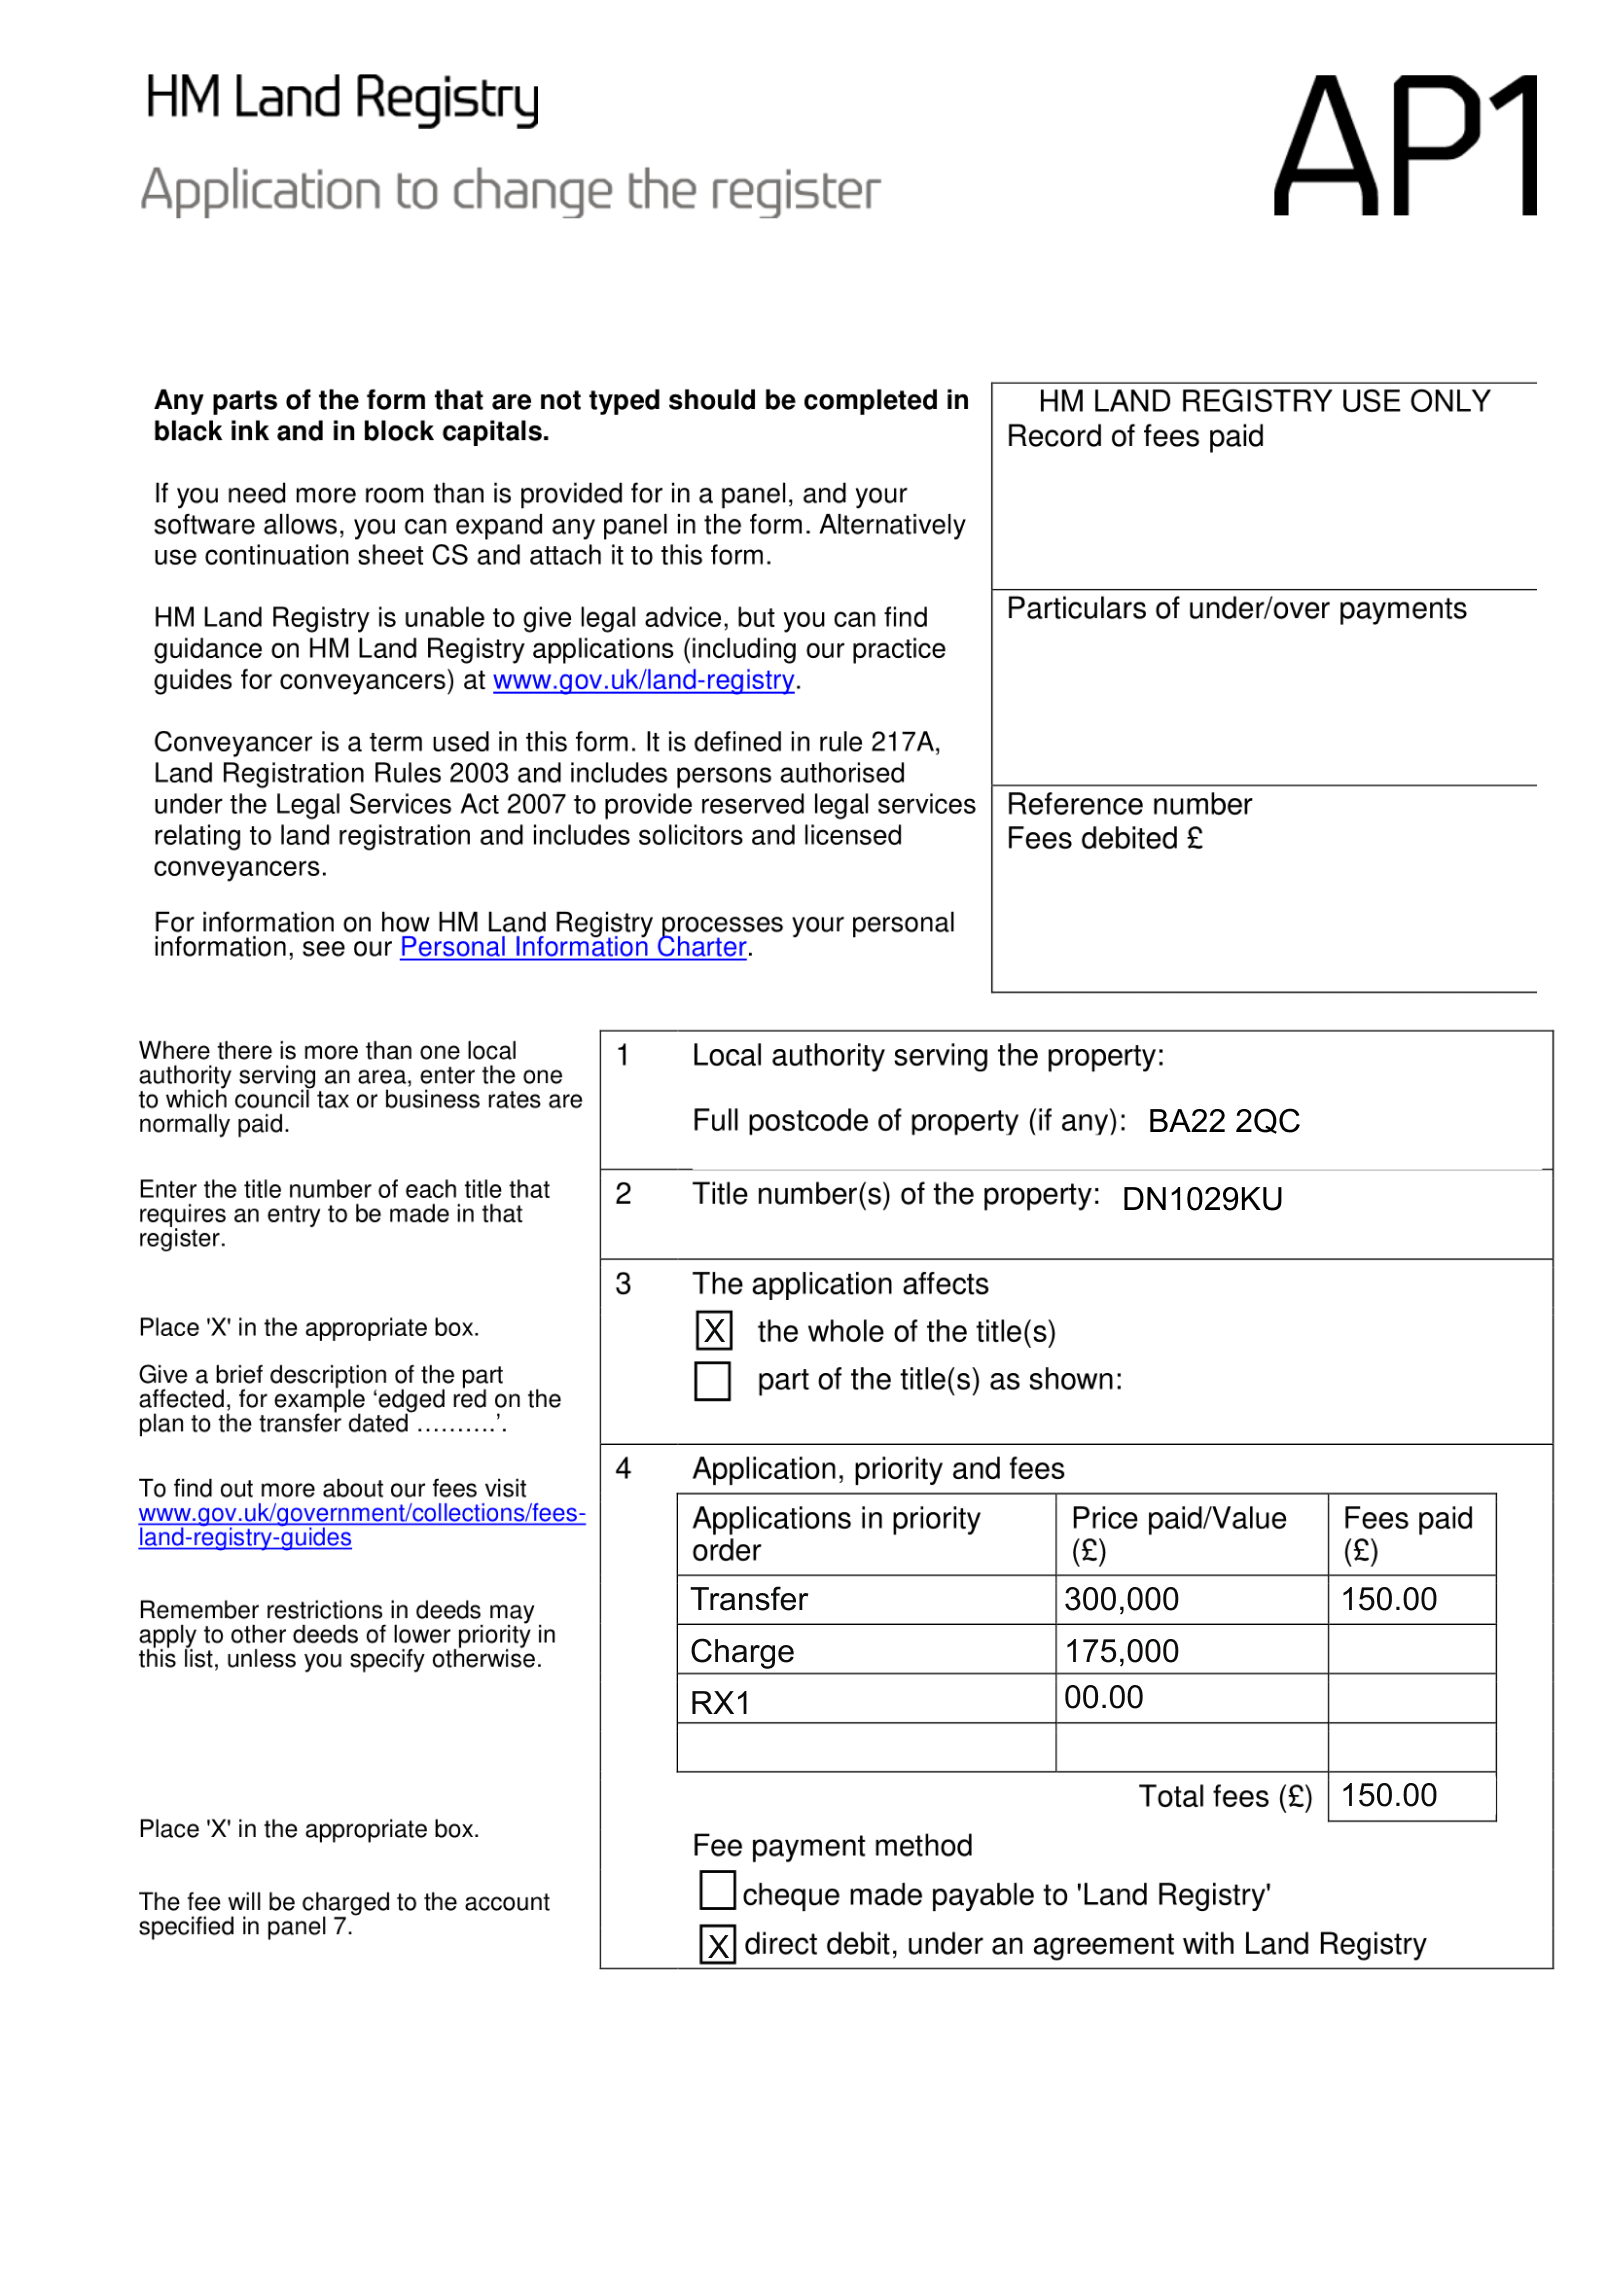 HM Land Registry
Application to change the register
AP1
Any parts of the form that are not typed should be completed in
black ink and in block capitals.
If you need more room than is provided for in a panel, and your
software allows, you can expand any panel in the form. Alternatively
use continuation sheet CS and attach it to this form.
HM Land Registry is unable to give legal advice, but you can find
guidance on HM Land Registry applications (including our practice
guides for conveyancers) at www.gov.uk/land-registry.
Conveyancer is a term used in this form. It is defined in rule 217A,
Land Registration Rules 2003 and includes persons authorised
under the Legal Services Act 2007 to provide reserved legal services
relating to land registration and includes solicitors and licensed
conveyancers.
For information on how HM Land Registry processes your personal
information, see our Personal Information Charter.
HM LAND REGISTRY USE ONLY
Record of fees paid
Particulars of under/over payments
Reference number
Fees debited £
Where there is more than one local
authority serving an area, enter the one
to which council tax or business rates are
normally paid.
1 Local authority serving the property:
Full postcode of property (if any): BA22 2QC
Enter the title number of each title that
requires an entry to be made in that
register.
2 Title number(s) of the property: DN1029KU
3 The application affects
Place 'X' in the appropriate box.
X the whole of the title(s)
Give a brief description of the part
affected, for example ‘edged red on the
plan to the transfer dated ……….’.
part of the title(s) as shown:
4 Application, priority and fees
To find out more about our fees visit
www.gov.uk/government/collections/fees-
land-registry-guides
Remember restrictions in deeds may
apply to other deeds of lower priority in
this list, unless you specify otherwise.
Applications in priority
order
Price paid/Value
(£)
Fees paid
(£)
Transfer 300,000 150.00
Charge 175,000
RX1 00.00
Total fees (£) 150.00
Place 'X' in the appropriate box.
Fee payment method
cheque made payable to 'Land Registry'
The fee will be charged to the account
specified in panel 7.
X direct debit, under an agreement with Land Registry